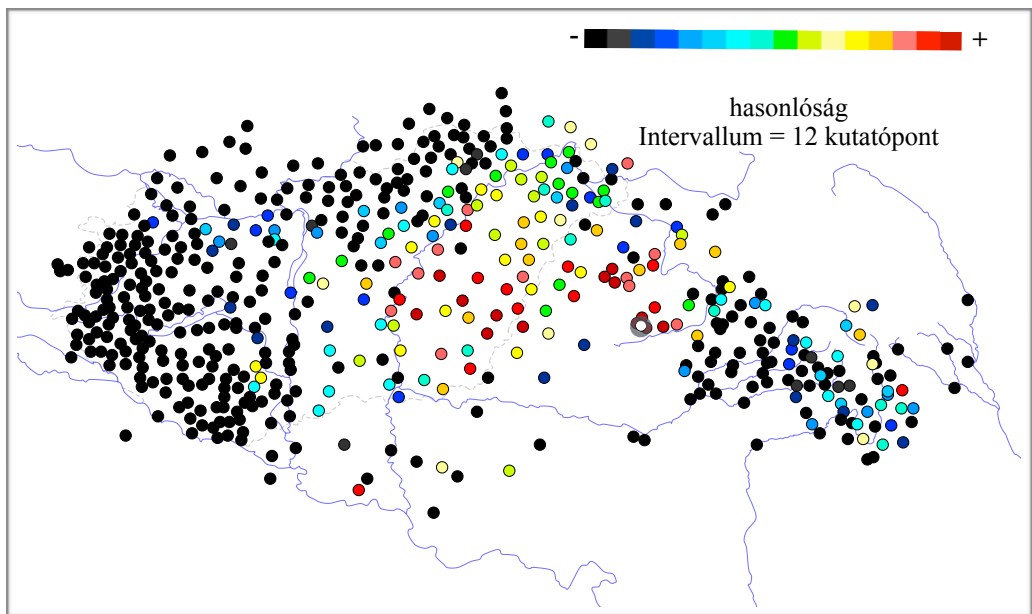 - +
hasonlóság
Intervallum = 12 kutatópont